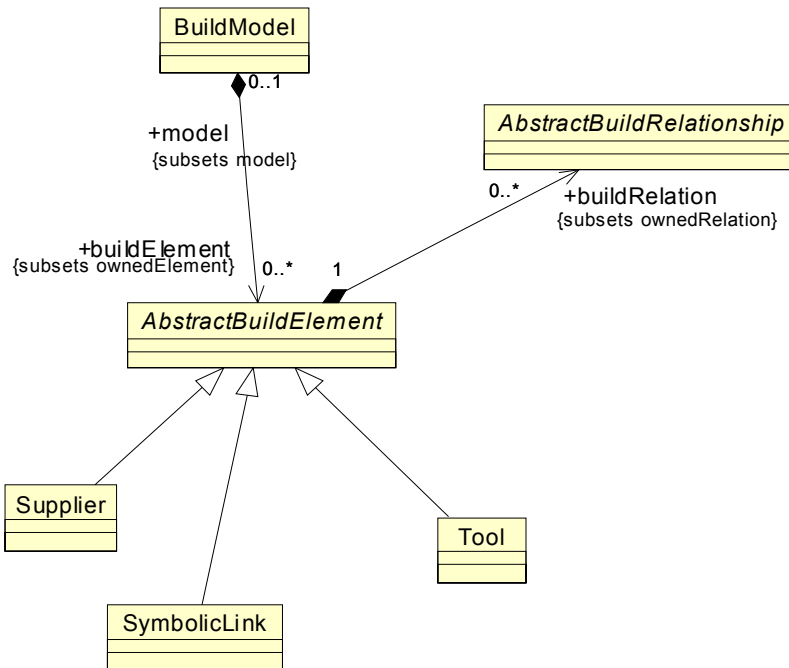 BuildModel
0..1
+model
{subsets model}
AbstractBuildRelationship
0..*
+buildRelation
{subsets ownedRelation}
+buildElement
{subsets ownedElement}
0..*
1
AbstractBuildElement
Supplier
Tool
SymbolicLink